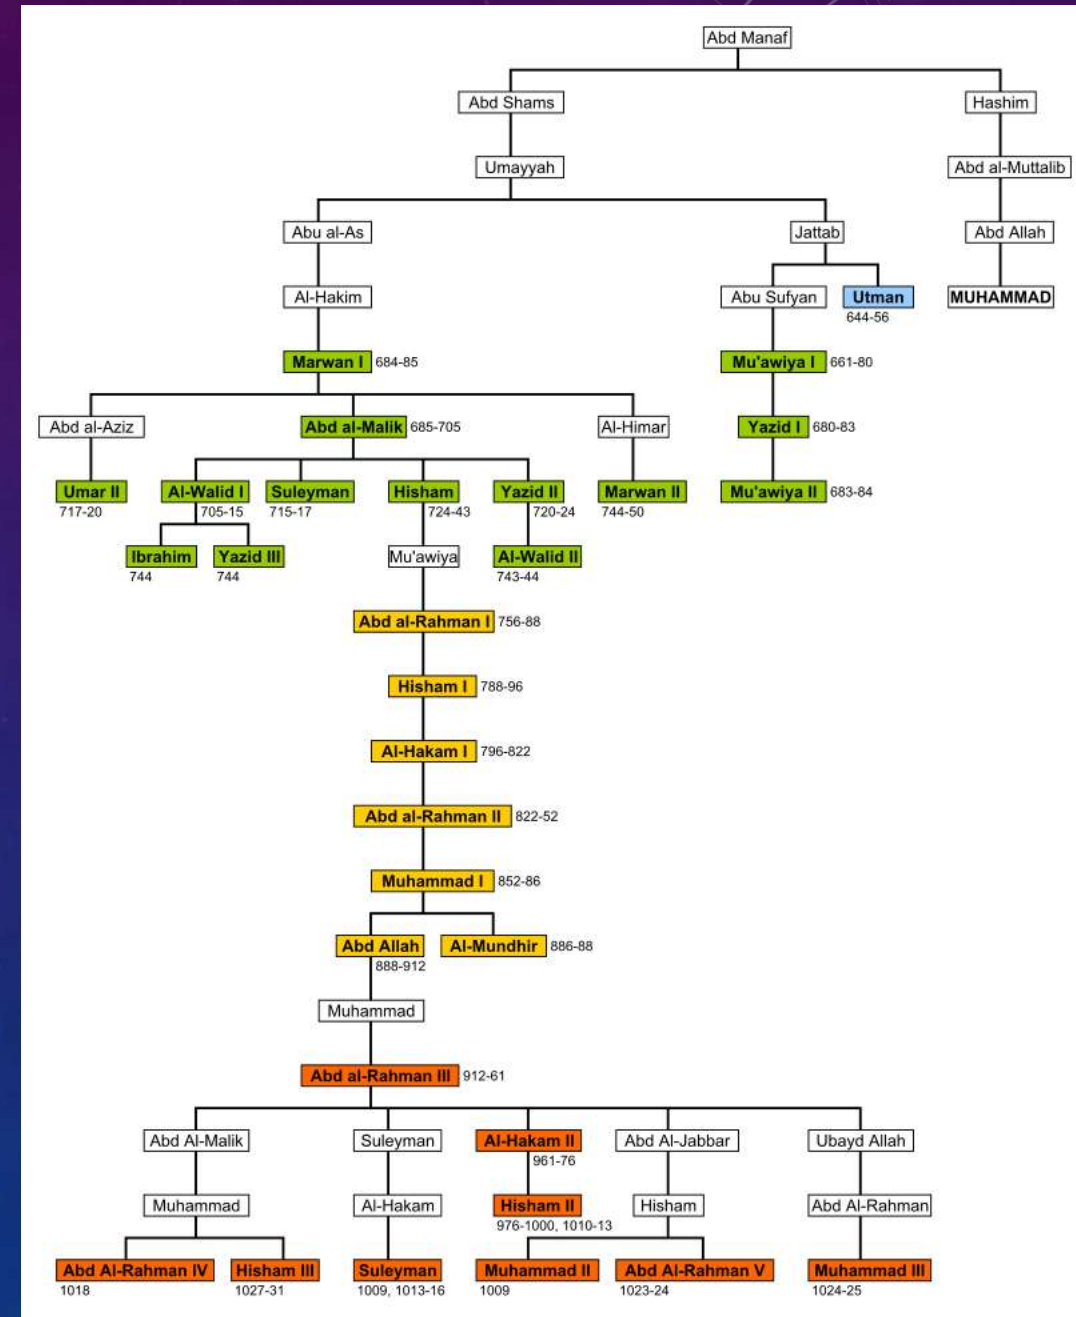 Abd Manaf
Abd Shams
Hashim
Umayyah
Abd al-Muttalib
Abu al-As
Jattab
Abd Allah
Al-Hakim
Abu Sufyan
Utman
MUHAMMAD
644-56
Marwan I 684-85
Mu'awiya I 661-80
Abd al-Aziz
Abd al-Malik 685-705
Al-Himar
Yazid I 680-83
Umar II
Al-Walid I
Suleyman
Hisham
Yazid II
Marwan II
Mu'awiya II 683-84
717-20
705-15
715-17
724-43
720-24
744-50
Ibrahim
Yazid III
Mu'awiya
Al-Walid II
744
744
743-44
Abd al-Rahman I 756-88
Hisham I 788-96
Al-Hakam I 796-822
Abd al-Rahman II 822-52
Muhammad I 852-86
Abd Allah
Al-Mundhir 886-88
888-912
Muhammad
Abd al-Rahman III 912-61
Abd Al-Malik
Suleyman
Al-Hakam II
Abd Al-Jabbar
Ubayd Allah
961-76
Muhammad
Al-Hakam
Hisham II
Hisham
Abd Al-Rahman
976-1000, 1010-13
Abd Al-Rahman IV
Hisham III
Suleyman
Muhammad II
Abd Al-Rahman V
Muhammad III
1018
1027-31
1009, 1013-16
1009
1023-24
1024-25